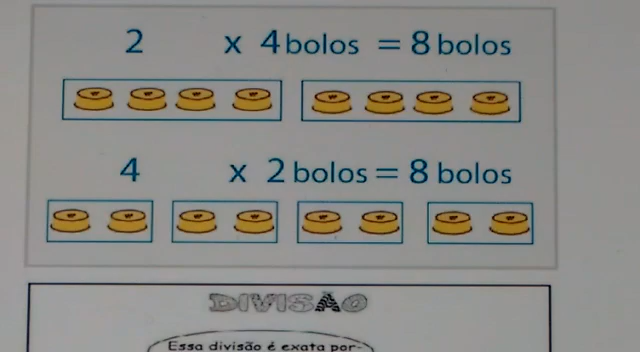 2 x 4 bolos = 8 bolos
4 x 2 bolos = 8 bolos
DIVISÃO
Essa divisão é exata por-